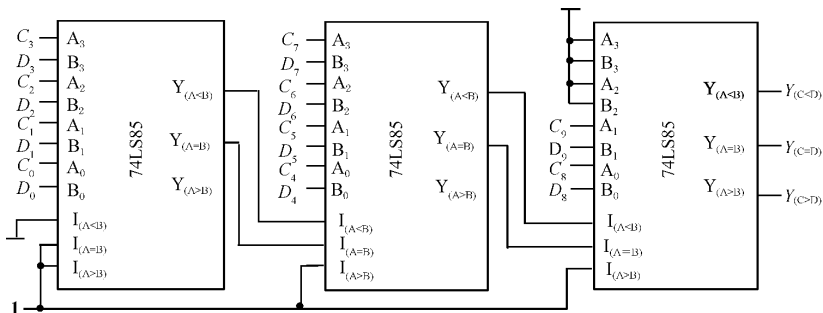 C3 A3
D3 B3
C2 A2
D2 B2
C1 A1
D1 B1
C0 A0
D0 B0
Y(A<B)
Y(A=B)
Y(A>B)
74LS85
I(A<B)
I(A=B)
I(A>B)
1
C7 A3
D7 B3
C6 A2
D6 B2
C5 A1
D5 B1
C4 A0
D4 B0
Y(A<B)
Y(A=B)
Y(A>B)
74LS85
I(A<B)
I(A=B)
I(A>B)
A3
B3
A2
B2
C9 A1
D9 B1
C8 A0
D8 B0
Y(A<B)
Y(A=B)
Y(A>B)
74LS85
I(A<B)
I(A=B)
I(A>B)
Y(C<D)
Y(C=D)
Y(C>D)